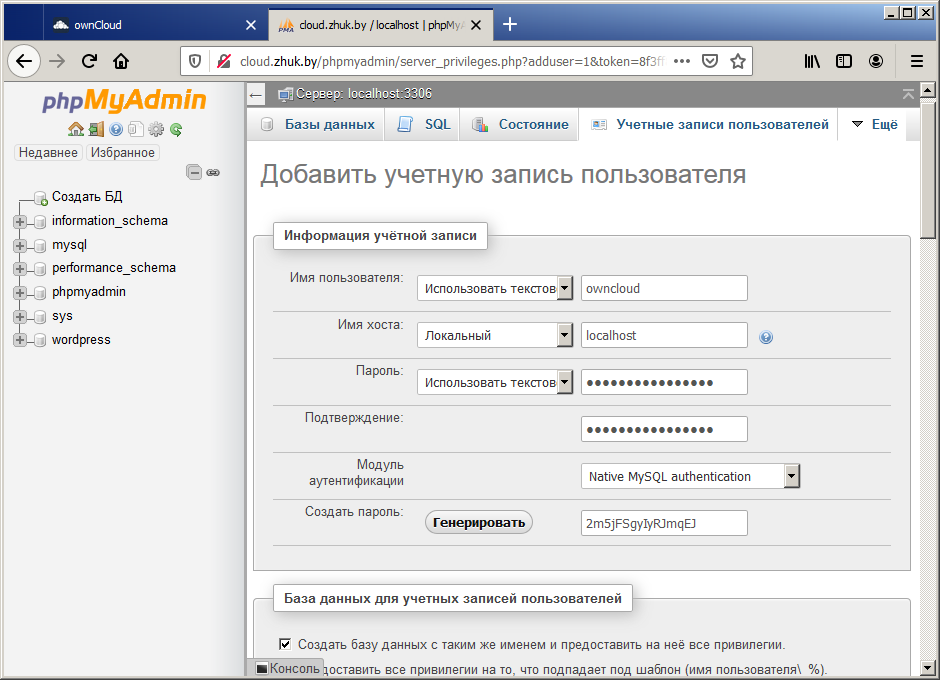 ownCloud
cloud.zhuk.by / localhost | phpMyA
cloud.zhuk.by/phpmyadmin/server_privileges.php?adduser=1&token=8f3ff
phpMyAdmin
Недавнее Избранное
Создать БД
information_schema
mysql
performance_schema
phpmyadmin
sys
wordpress
Сервер: localhost:3306
Базы данных SQL Состояние Учетные записи пользователей Ещё
Добавить учетную запись пользователя
Информация учётной записи
Имя пользователя: Использовать текстов owncloud
Имя хоста: Локальный localhost
Пароль: Использовать текстов ●●●●●●●●●●●●●●●●
Подтверждение: ●●●●●●●●●●●●●●●●
Модуль
аутентификации Native MySQL authentication
Создать пароль: Генерировать 2m5jFSgyIyRJmqEJ
База данных для учетных записей пользователей
Создать базу данных с таким же именем и предоставить на неё все привилегии.
Консоль доставить все привилегии на то, что подпадает под шаблон (имя пользователя\_%).